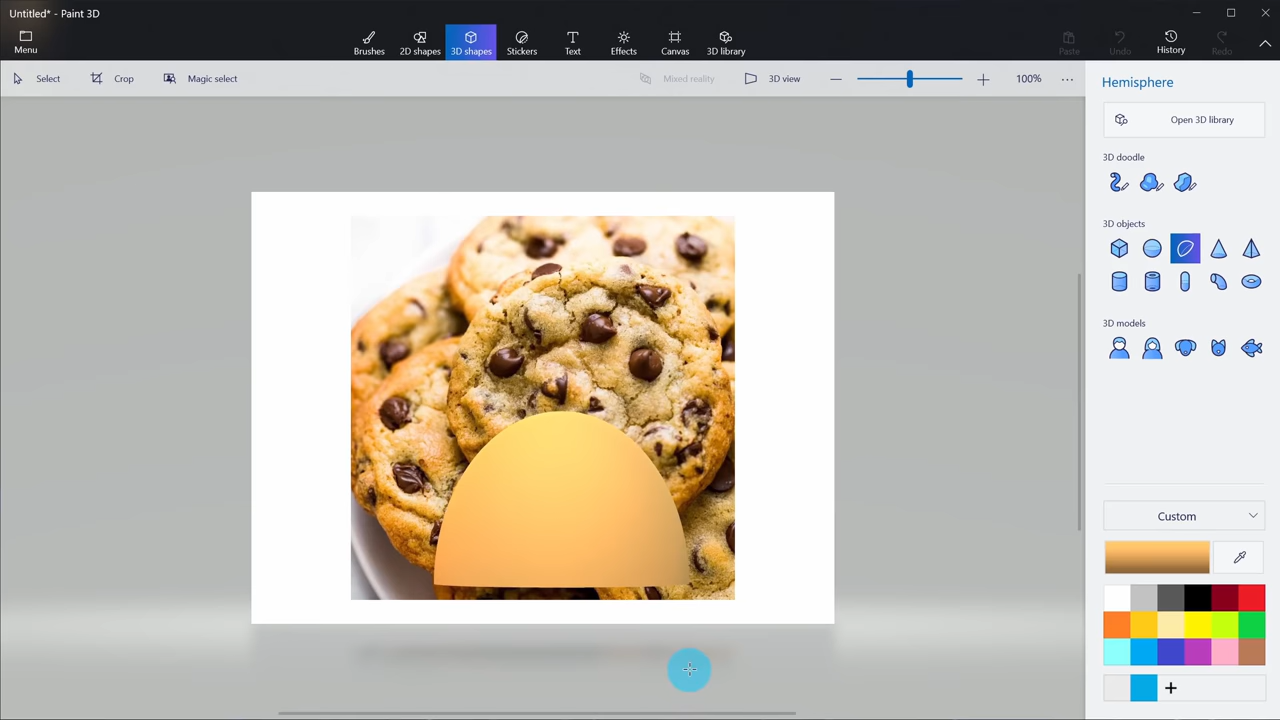 Untitled* - Paint 3D
Menu
Brushes
2D shapes
3D shapes
Stickers
Text
Effects
Canvas
3D library
Paste
Undo
History
Redo
Select
Crop
Magic select
Mixed reality
3D view
100%
Hemisphere
Open 3D library
3D doodle
3D objects
3D models
Custom